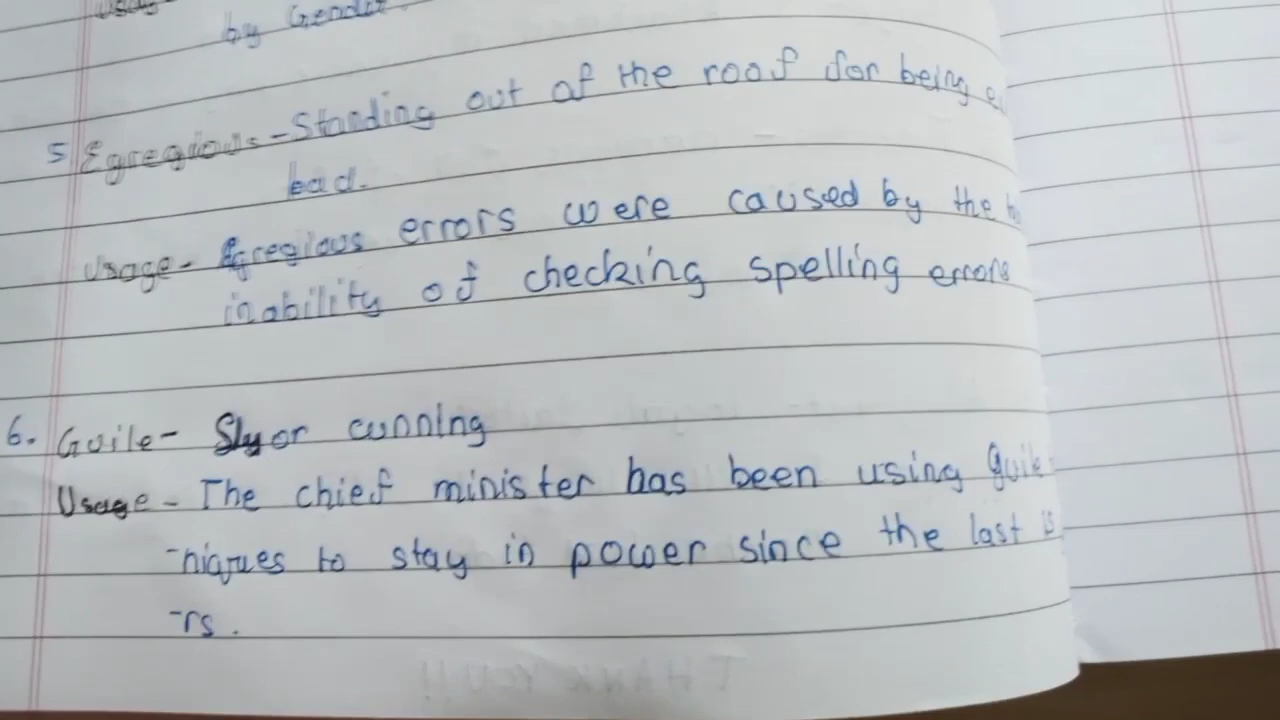 by Gender.
5 Egregious - Standing out of the roof for being
bad.
Usage - Egregious errors were caused by the
inability of checking spelling errors
6. Guile - Sly or cunning
Usage - The chief minister has been using
-niques to stay in power since the last
-rs.
THANK YOU!!